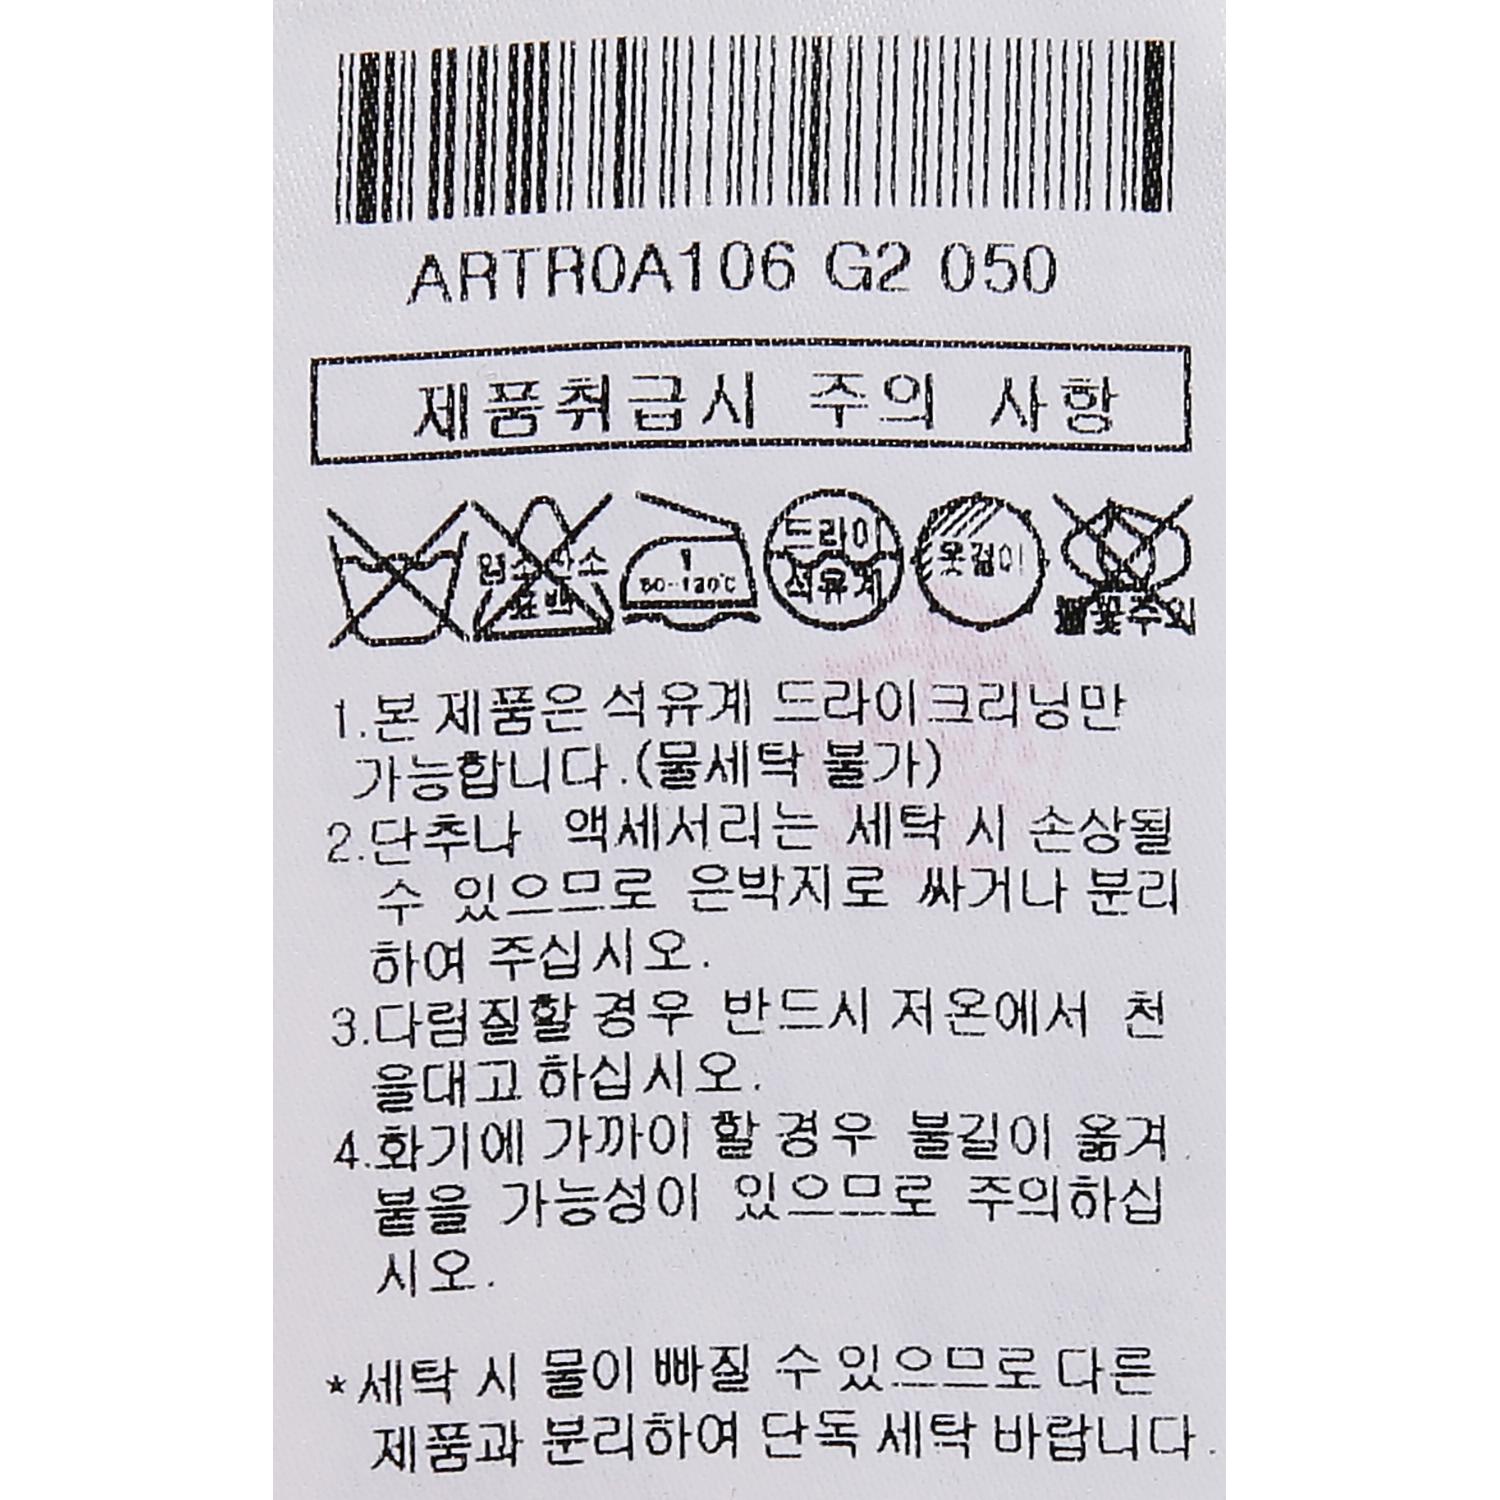 ARTR0A106 G2 050
제품취급시 주의 사항
염소산소
표백
80~120℃
드라이
석유계
옷걸이
불꽃주의
1.본 제품은 석유계 드라이크리닝만
가능합니다.(물세탁 불가)
2.단추나 액세서리는 세탁 시 손상될
수 있으므로 은박지로 싸거나 분리
하여 주십시오.
3.다림질할 경우 반드시 저온에서 천
을대고 하십시오.
4.화기에 가까이 할 경우 불길이 옮겨
붙을 가능성이 있으므로 주의하십
시오.
*세탁 시 물이 빠질 수 있으므로 다른
제품과 분리하여 단독 세탁 바랍니다.